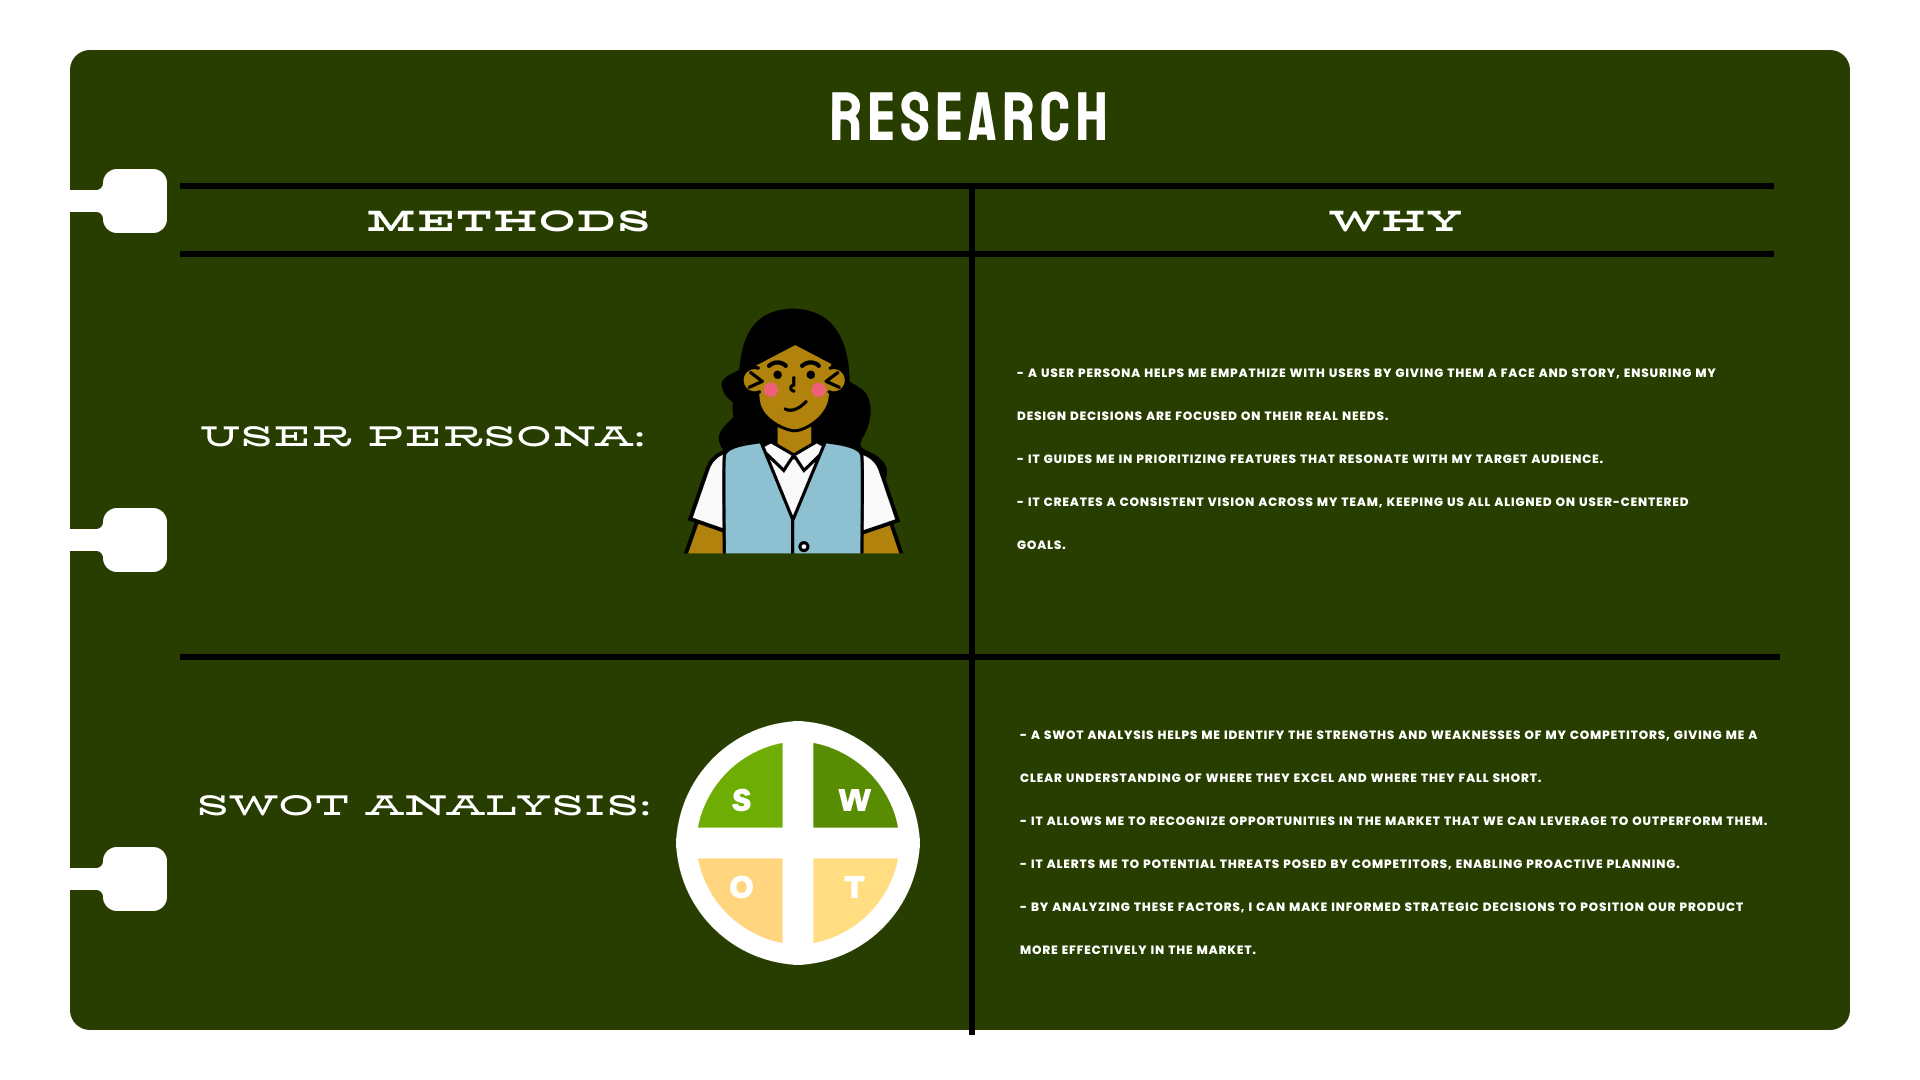 RESEARCH
METHODS
WHY
USER PERSONA:
- A USER PERSONA HELPS ME EMPATHIZE WITH USERS BY GIVING THEM A FACE AND STORY, ENSURING MY
DESIGN DECISIONS ARE FOCUSED ON THEIR REAL NEEDS.
- IT GUIDES ME IN PRIORITIZING FEATURES THAT RESONATE WITH MY TARGET AUDIENCE.
- IT CREATES A CONSISTENT VISION ACROSS MY TEAM, KEEPING US ALL ALIGNED ON USER-CENTERED
GOALS.
SWOT ANALYSIS:
S
W
O
T
- A SWOT ANALYSIS HELPS ME IDENTIFY THE STRENGTHS AND WEAKNESSES OF MY COMPETITORS, GIVING ME A
CLEAR UNDERSTANDING OF WHERE THEY EXCEL AND WHERE THEY FALL SHORT.
- IT ALLOWS ME TO RECOGNIZE OPPORTUNITIES IN THE MARKET THAT WE CAN LEVERAGE TO OUTPERFORM THEM.
- IT ALERTS ME TO POTENTIAL THREATS POSED BY COMPETITORS, ENABLING PROACTIVE PLANNING.
- BY ANALYZING THESE FACTORS, I CAN MAKE INFORMED STRATEGIC DECISIONS TO POSITION OUR PRODUCT
MORE EFFECTIVELY IN THE MARKET.